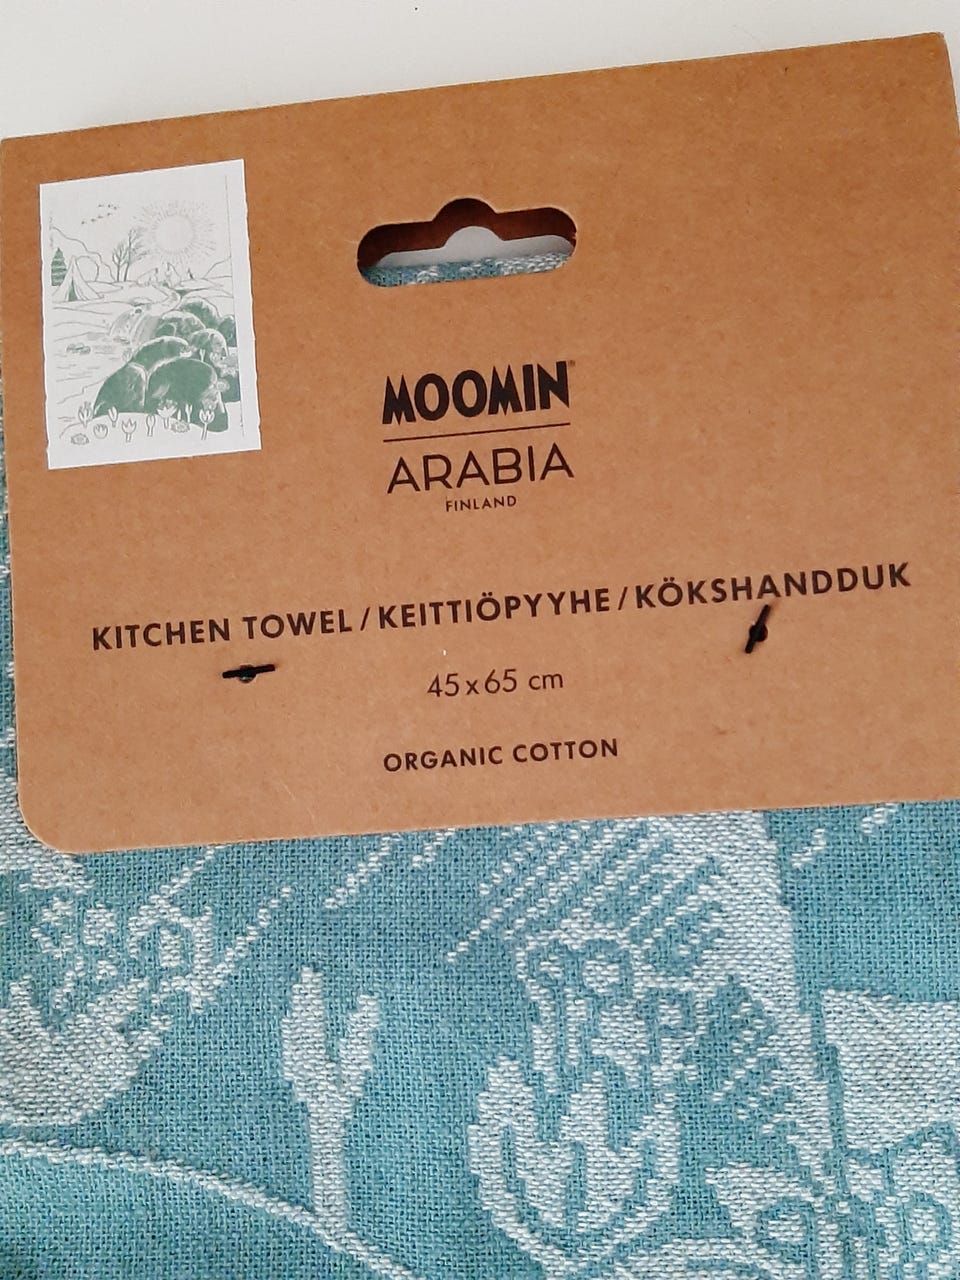 MOOMIN
ARABIA
FINLAND
KITCHEN TOWEL / KEITTIÖPYYHE / KÖKSHANDDUK
45 x 65 cm
ORGANIC COTTON